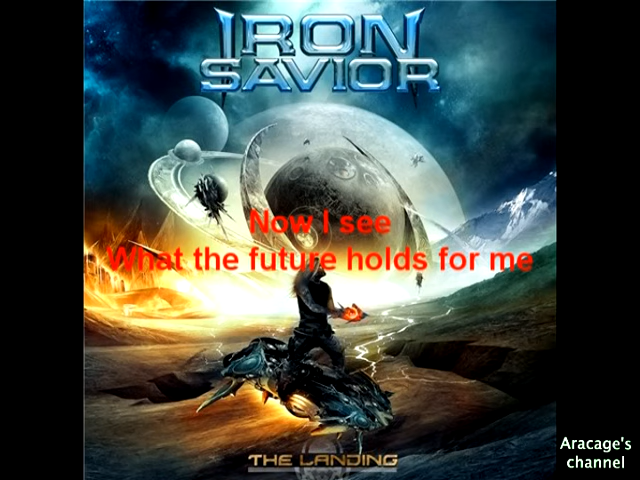 IRON
SAVIOR
Now I see
What the future holds for me
THE LANDING
Aracage's
channel